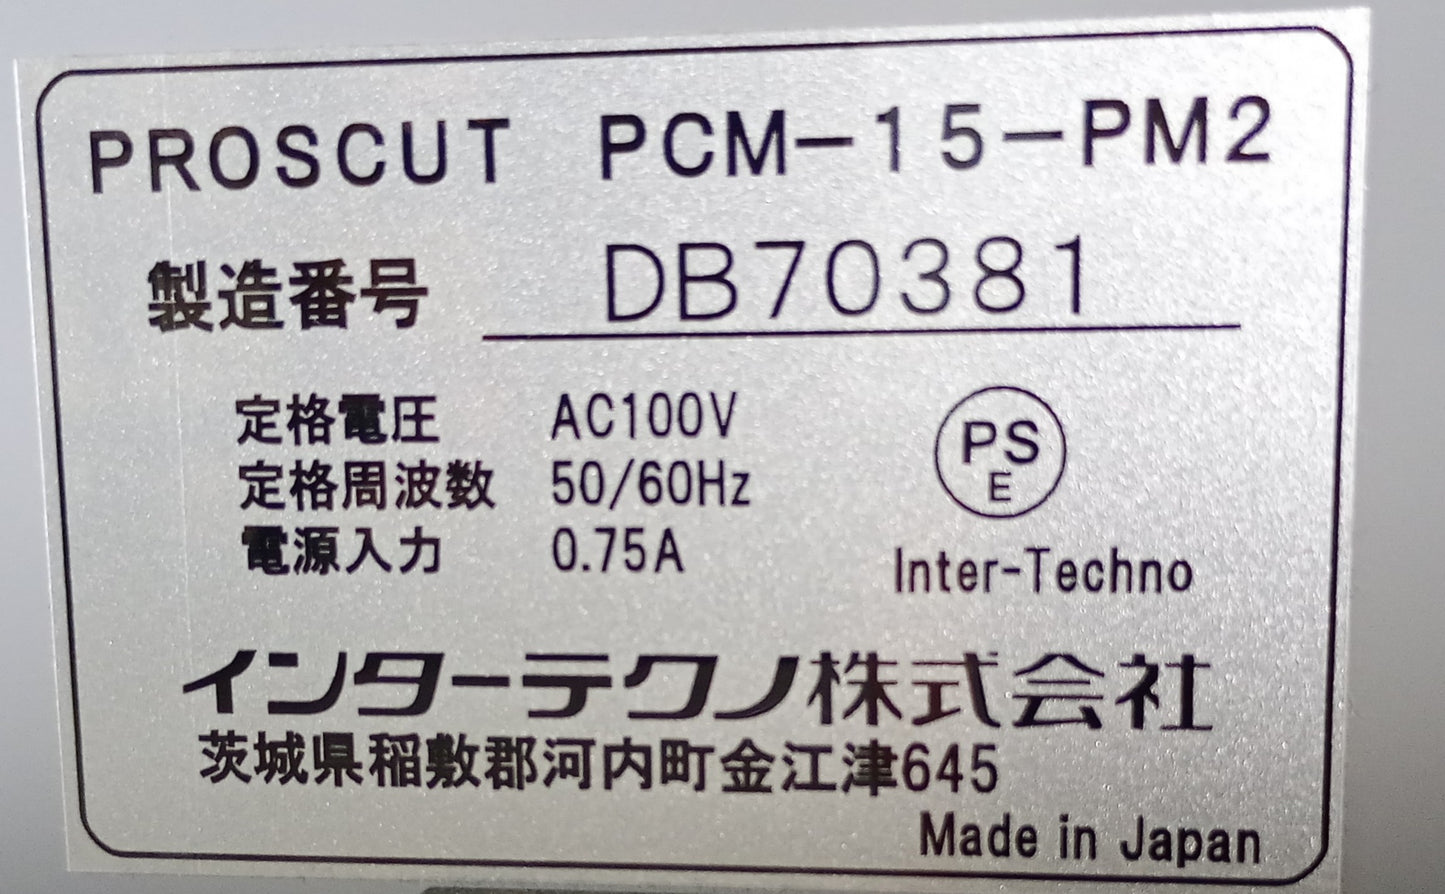 PROSCUT PCM-15-PM2
製造番号 DB70381
定格電圧 AC100V
定格周波数 50/60Hz
電源入力 0.75A
PS
E
Inter-Techno
インターテクノ株式会社
茨城県稲敷郡河内町金江津645
Made in Japan